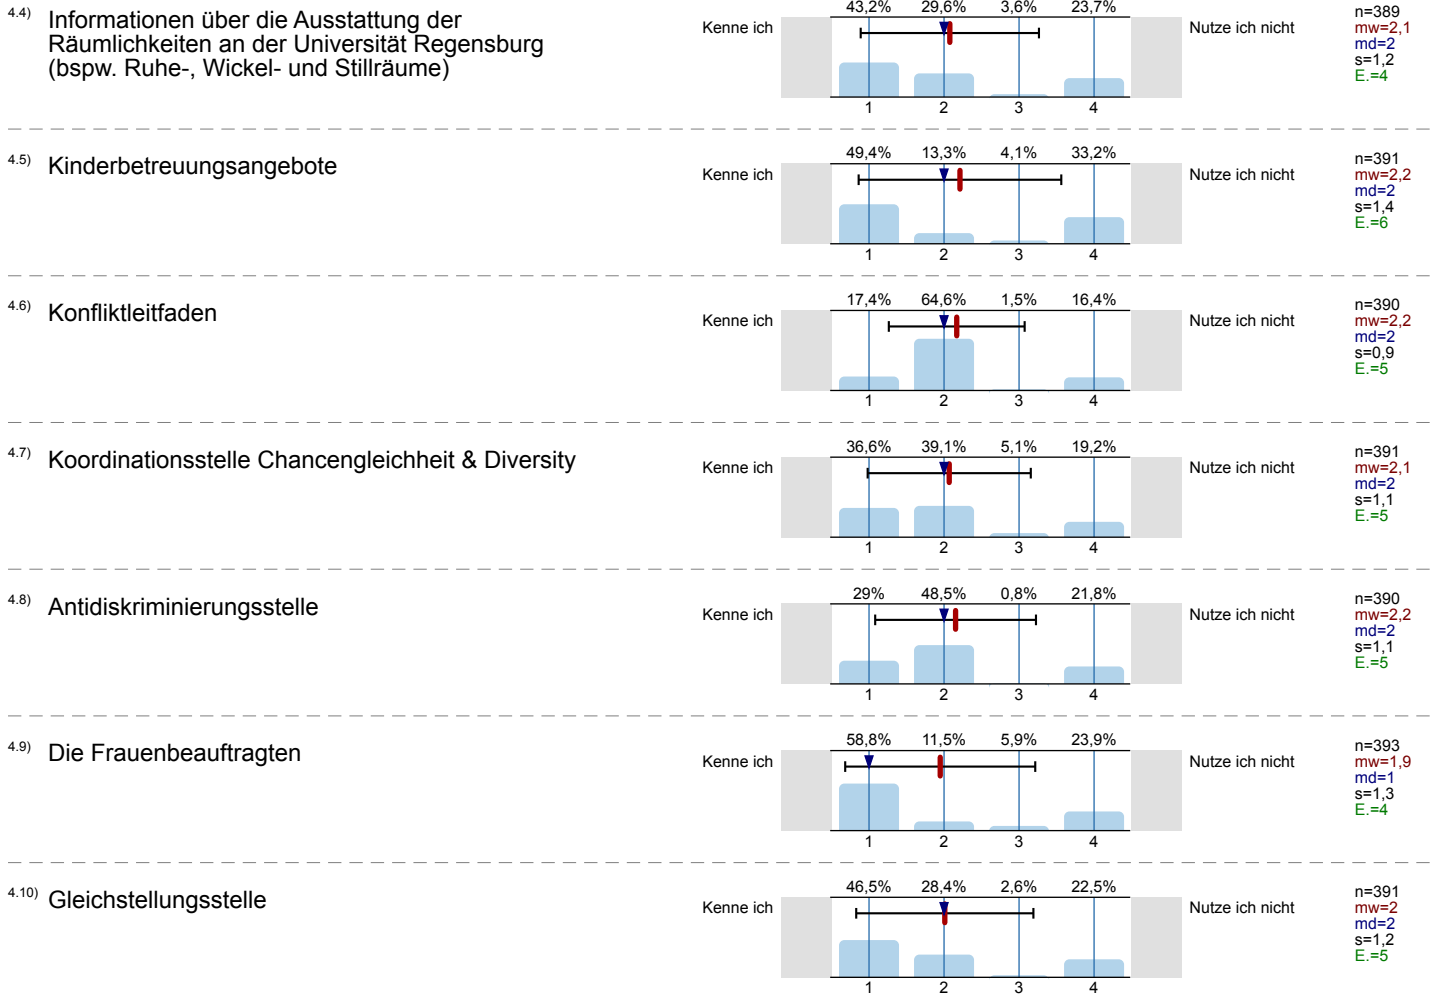 4.4) Informationen über die Ausstattung der
Räumlichkeiten an der Universität Regensburg
(bspw. Ruhe-, Wickel- und Stillräume)
Kenne ich
43,2% 29,6% 3,6% 23,7%
1 2 3 4
Nutze ich nicht
n=389
mw=2,1
md=2
s=1,2
E.=4
4.5) Kinderbetreuungsangebote
Kenne ich
49,4% 13,3% 4,1% 33,2%
1 2 3 4
Nutze ich nicht
n=391
mw=2,2
md=2
s=1,4
E.=6
4.6) Konfliktleitfaden
Kenne ich
17,4% 64,6% 1,5% 16,4%
1 2 3 4
Nutze ich nicht
n=390
mw=2,2
md=2
s=0,9
E.=5
4.7) Koordinationsstelle Chancengleichheit & Diversity
Kenne ich
36,6% 39,1% 5,1% 19,2%
1 2 3 4
Nutze ich nicht
n=391
mw=2,1
md=2
s=1,1
E.=5
4.8) Antidiskriminierungsstelle
Kenne ich
29% 48,5% 0,8% 21,8%
1 2 3 4
Nutze ich nicht
n=390
mw=2,2
md=2
s=1,1
E.=5
4.9) Die Frauenbeauftragten
Kenne ich
58,8% 11,5% 5,9% 23,9%
1 2 3 4
Nutze ich nicht
n=393
mw=1,9
md=1
s=1,3
E.=4
4.10) Gleichstellungsstelle
Kenne ich
46,5% 28,4% 2,6% 22,5%
1 2 3 4
Nutze ich nicht
n=391
mw=2
md=2
s=1,2
E.=5